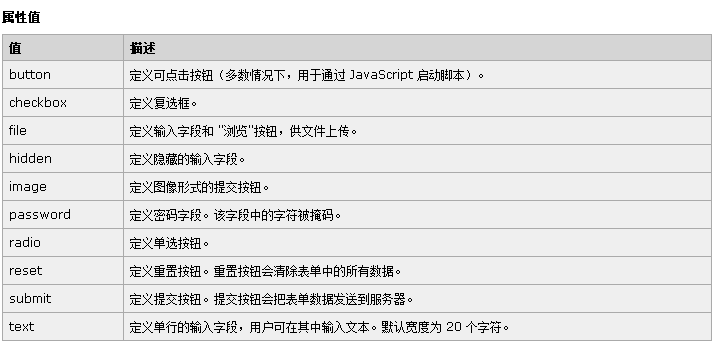 属性值
值 描述
button 定义可点击按钮（多数情况下，用于通过 JavaScript 启动脚本）。
checkbox 定义复选框。
file 定义输入字段和 "浏览"按钮，供文件上传。
hidden 定义隐藏的输入字段。
image 定义图像形式的提交按钮。
password 定义密码字段。该字段中的字符被掩码。
radio 定义单选按钮。
reset 定义重置按钮。重置按钮会清除表单中的所有数据。
submit 定义提交按钮。提交按钮会把表单数据发送到服务器。
text 定义单行的输入字段，用户可在其中输入文本。默认宽度为 20 个字符。